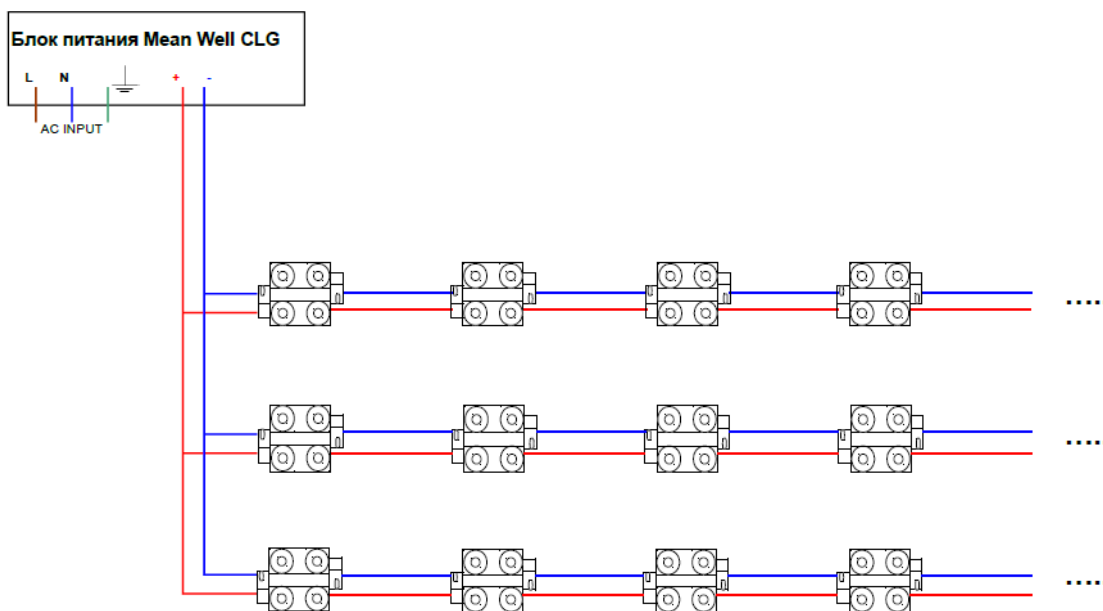 Блок питания Mean Well CLG
L N + -
AC INPUT
....
....
....